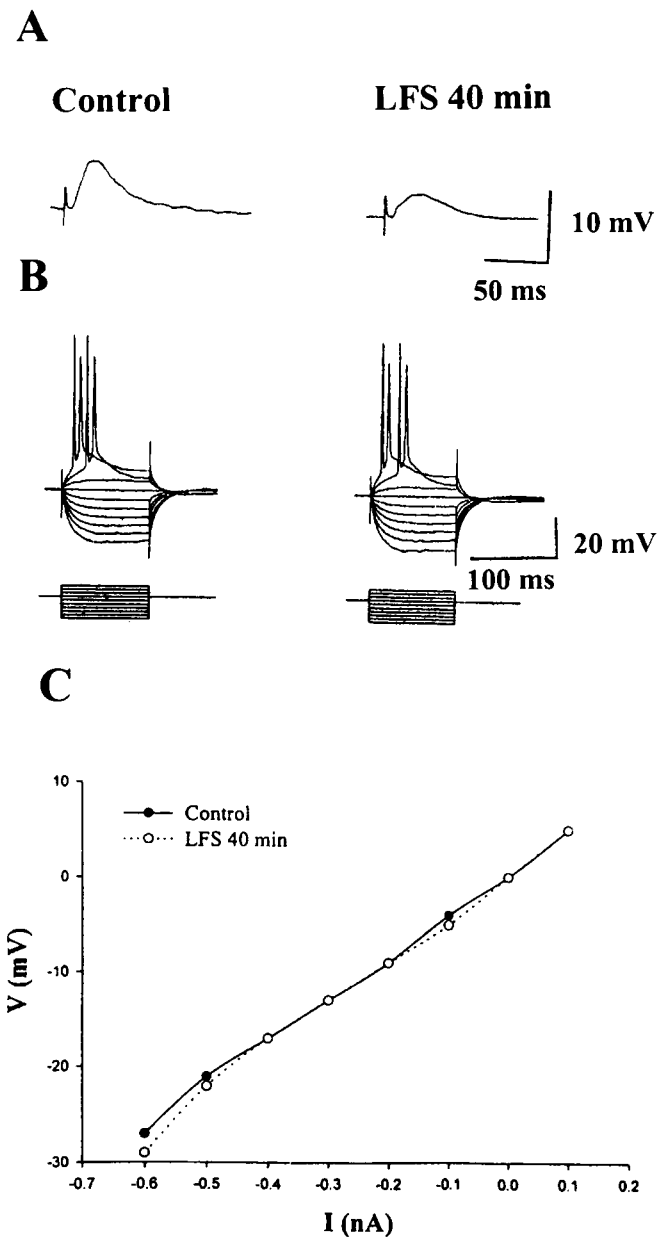 A
Control
LFS 40 min
10 mV
50 ms
B
20 mV
100 ms
C
10
0
-10
-20
-30
V (mV)
Control
LFS 40 min
-0.7
-0.6
-0.5
-0.4
-0.3
-0.2
-0.1
0.0
0.1
0.2
I (nA)